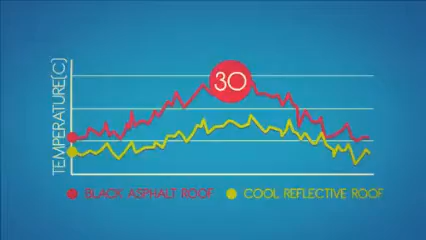 30
TEMPERATURE(C)
BLACK ASPHALT ROOF
COOL REFLECTIVE ROOF